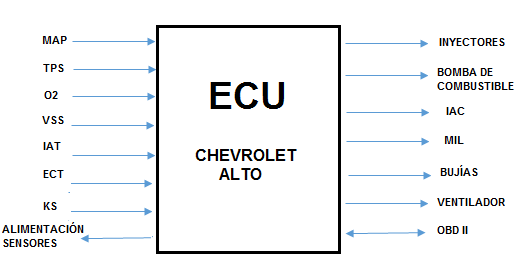 MAP
TPS
O2
VSS
IAT
ECT
KS
ALIMENTACIÓN
SENSORES
ECU
CHEVROLET
ALTO
INYECTORES
BOMBA DE
COMBUSTIBLE
IAC
MIL
BUJÍAS
VENTILADOR
OBD II